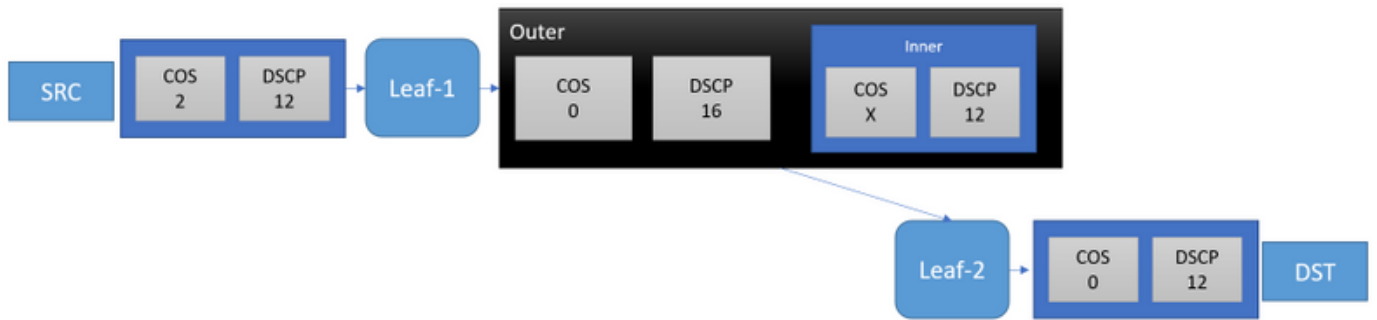 SRC
COS
2
DSCP
12
Leaf-1
Outer
COS
0
DSCP
16
Inner
COS
X
DSCP
12
Leaf-2
COS
0
DSCP
12
DST